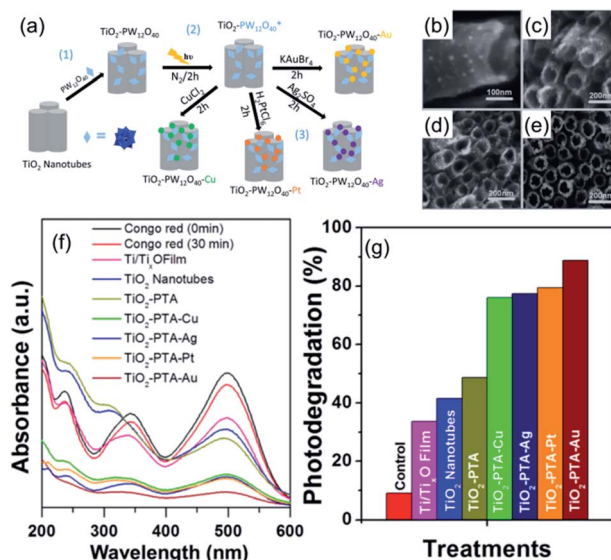 (a)
TiO2-PW12O40
(1)
(2)
TiO2-PW12O40*
TiO2-PW12O40-Au
PW12O40
hυ
N2/2h
KAuBr4
2h
CuCl2
2h
H2PtCl6
2h
Ag2SO4
2h
(3)
TiO2 Nanotubes
TiO2-PW12O40-Cu
TiO2-PW12O40-Pt
TiO2-PW12O40-Ag
(b)
100nm
(c)
200nm
(d)
200nm
(e)
200nm
(f)
Absorbance (a.u.)
Congo red (0min)
Congo red (30 min)
Ti/TixOFilm
TiO2 Nanotubes
TiO2-PTA
TiO2-PTA-Cu
TiO2-PTA-Ag
TiO2-PTA-Pt
TiO2-PTA-Au
200 300 400 500 600
Wavelength (nm)
(g)
Photodegradation (%)
100
80
60
40
20
0
Control
Ti/TixO Film
TiO2 Nanotubes
TiO2-PTA
TiO2-PTA-Cu
TiO2-PTA-Ag
TiO2-PTA-Pt
TiO2-PTA-Au
Treatments